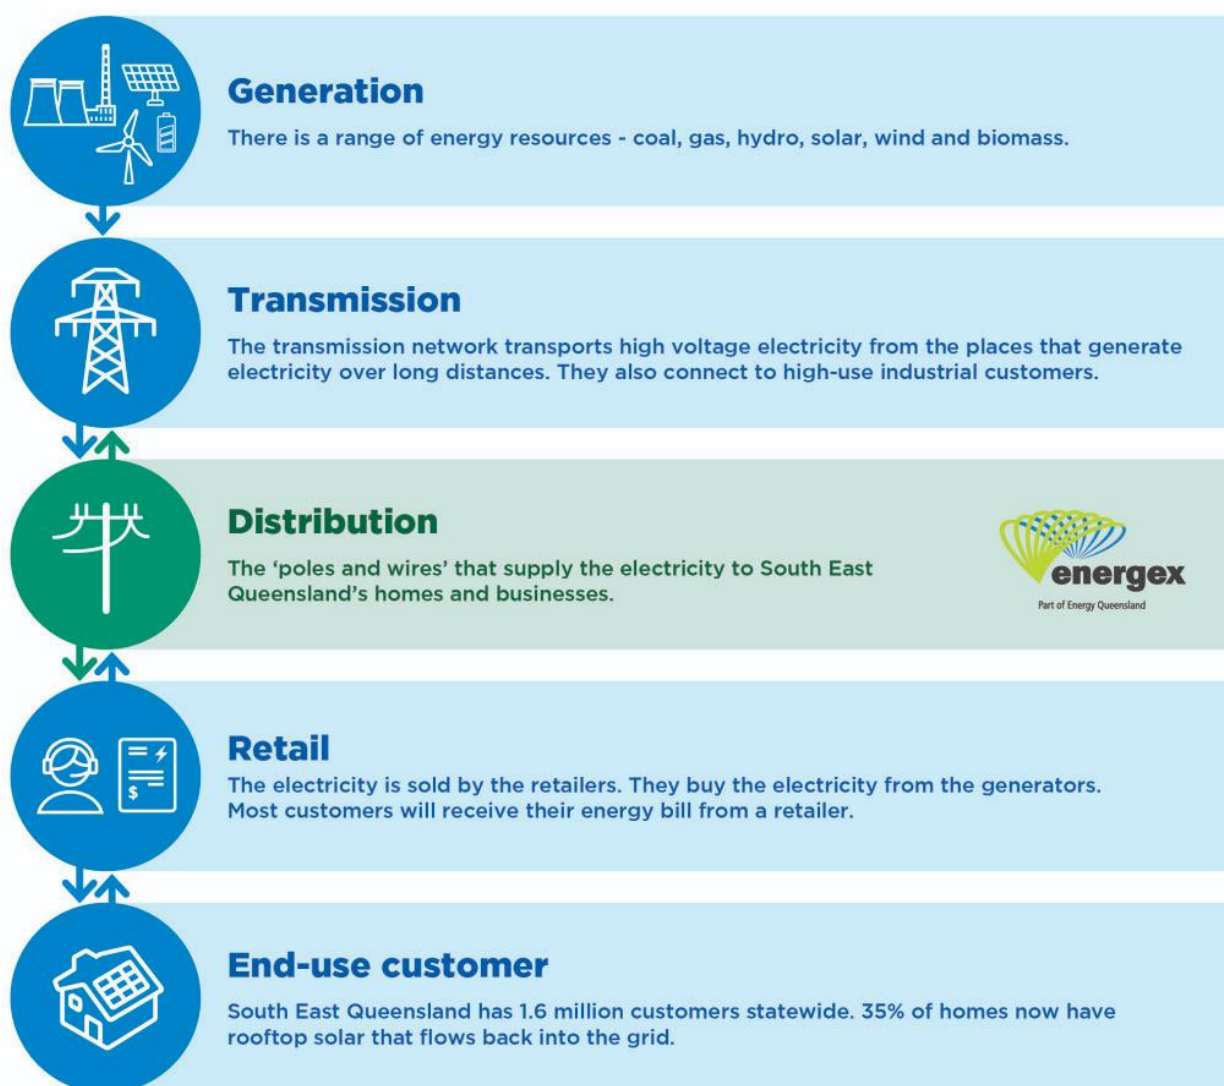 Generation
There is a range of energy resources - coal, gas, hydro, solar, wind and biomass.
Transmission
The transmission network transports high voltage electricity from the places that generate
electricity over long distances. They also connect to high-use industrial customers.
Distribution
The ‘poles and wires’ that supply the electricity to South East
Queensland’s homes and businesses.
energex
Part of Energy Queensland
$
Retail
The electricity is sold by the retailers. They buy the electricity from the generators.
Most customers will receive their energy bill from a retailer.
End-use customer
South East Queensland has 1.6 million customers statewide. 35% of homes now have
rooftop solar that flows back into the grid.